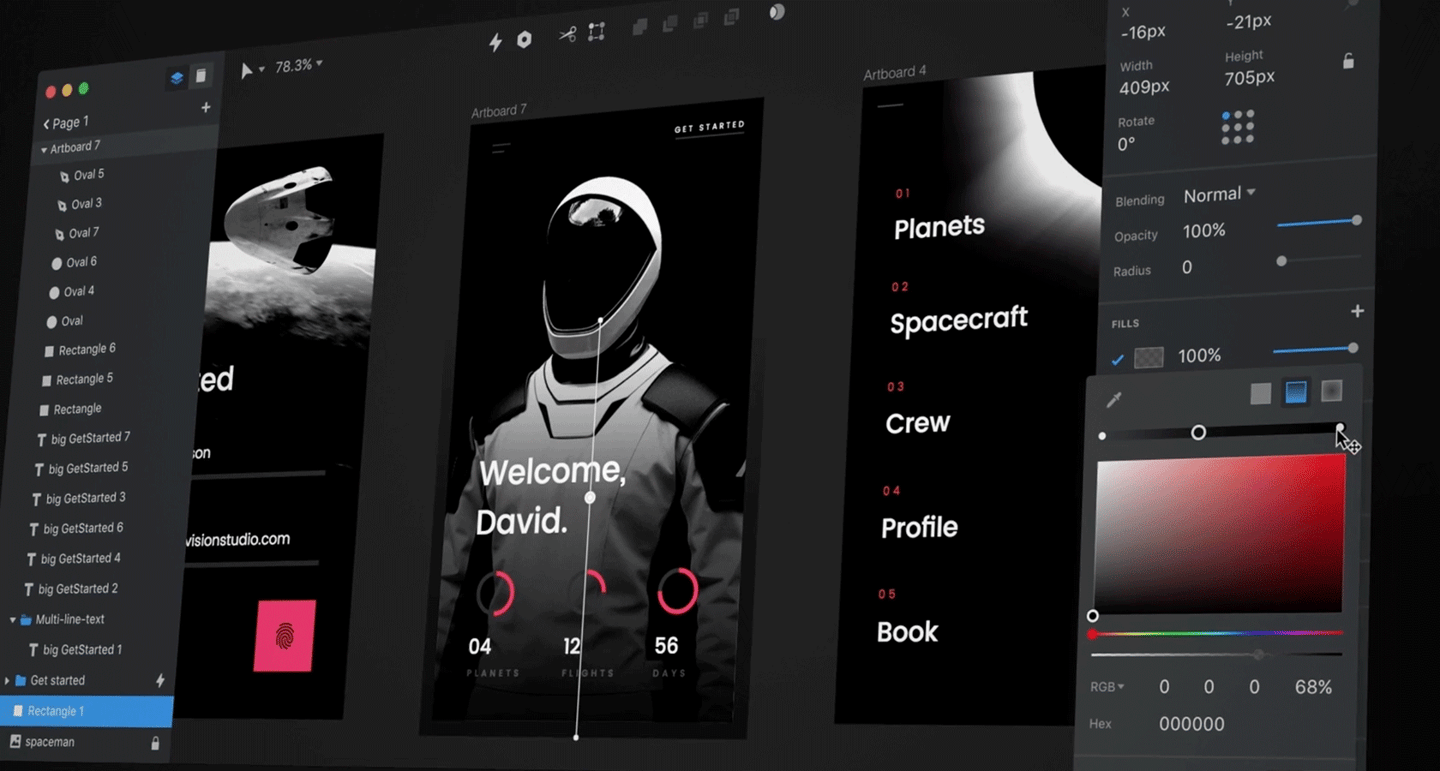 78.3%
Page 1
Artboard 7
Oval 5
Oval 3
Oval 7
Oval 6
Oval 4
Oval
Rectangle 6
Rectangle 5
Rectangle
big GetStarted 7
big GetStarted 5
big GetStarted 3
big GetStarted 6
big GetStarted 4
big GetStarted 2
Multi-line-text
big GetStarted 1
Get started
Rectangle 1
spaceman
ted
son
visionstudio.com
Artboard 7
GET STARTED
Welcome,
David.
04 12 56
PLANETS FLIGHTS DAYS
Artboard 4
01
Planets
02
Spacecraft
03
Crew
04
Profile
05
Book
X
-16px -21px
Width Height
409px 705px
Rotate
0°
Blending Normal
Opacity 100%
Radius 0
FILLS
100%
RGB 0 0 0 68%
Hex 000000